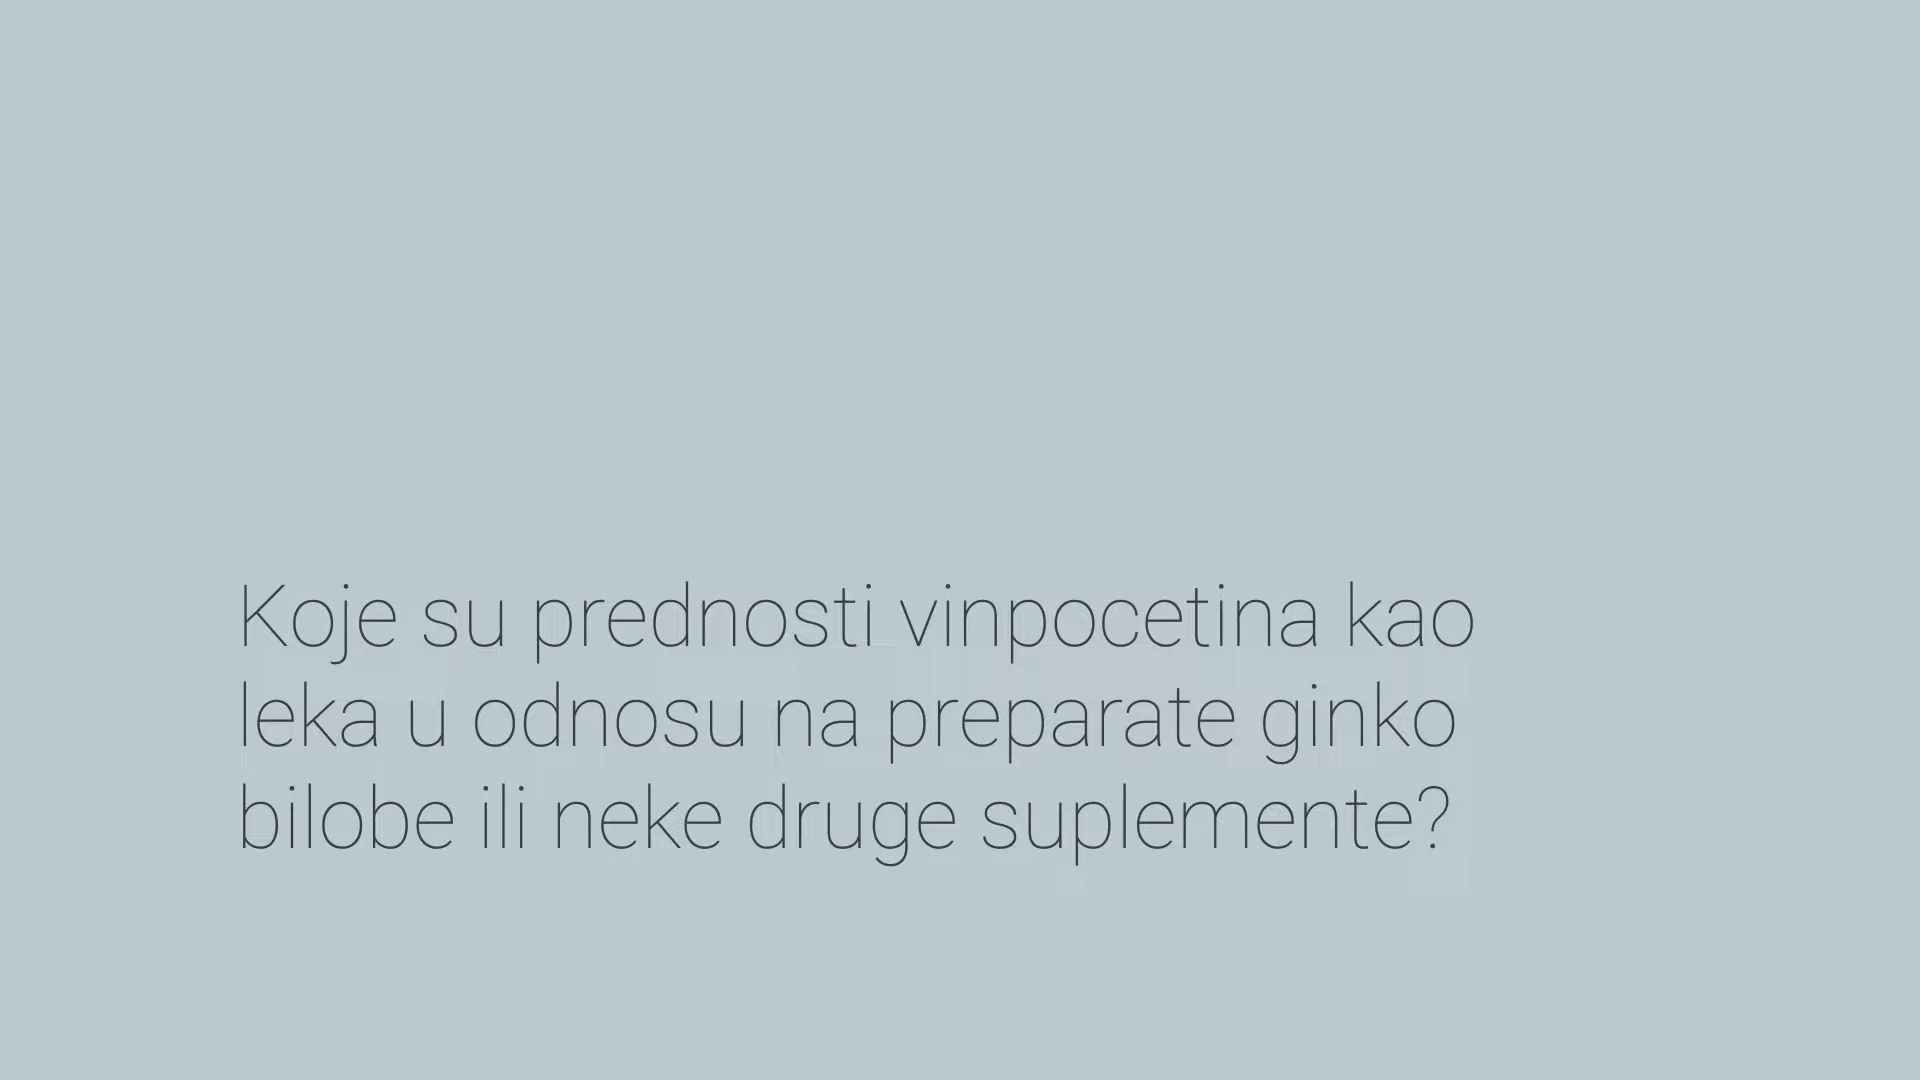 Koje su prednosti vinpocetina kao
leka u odnosu na preparate ginko
bilobe ili neke druge suplemente?